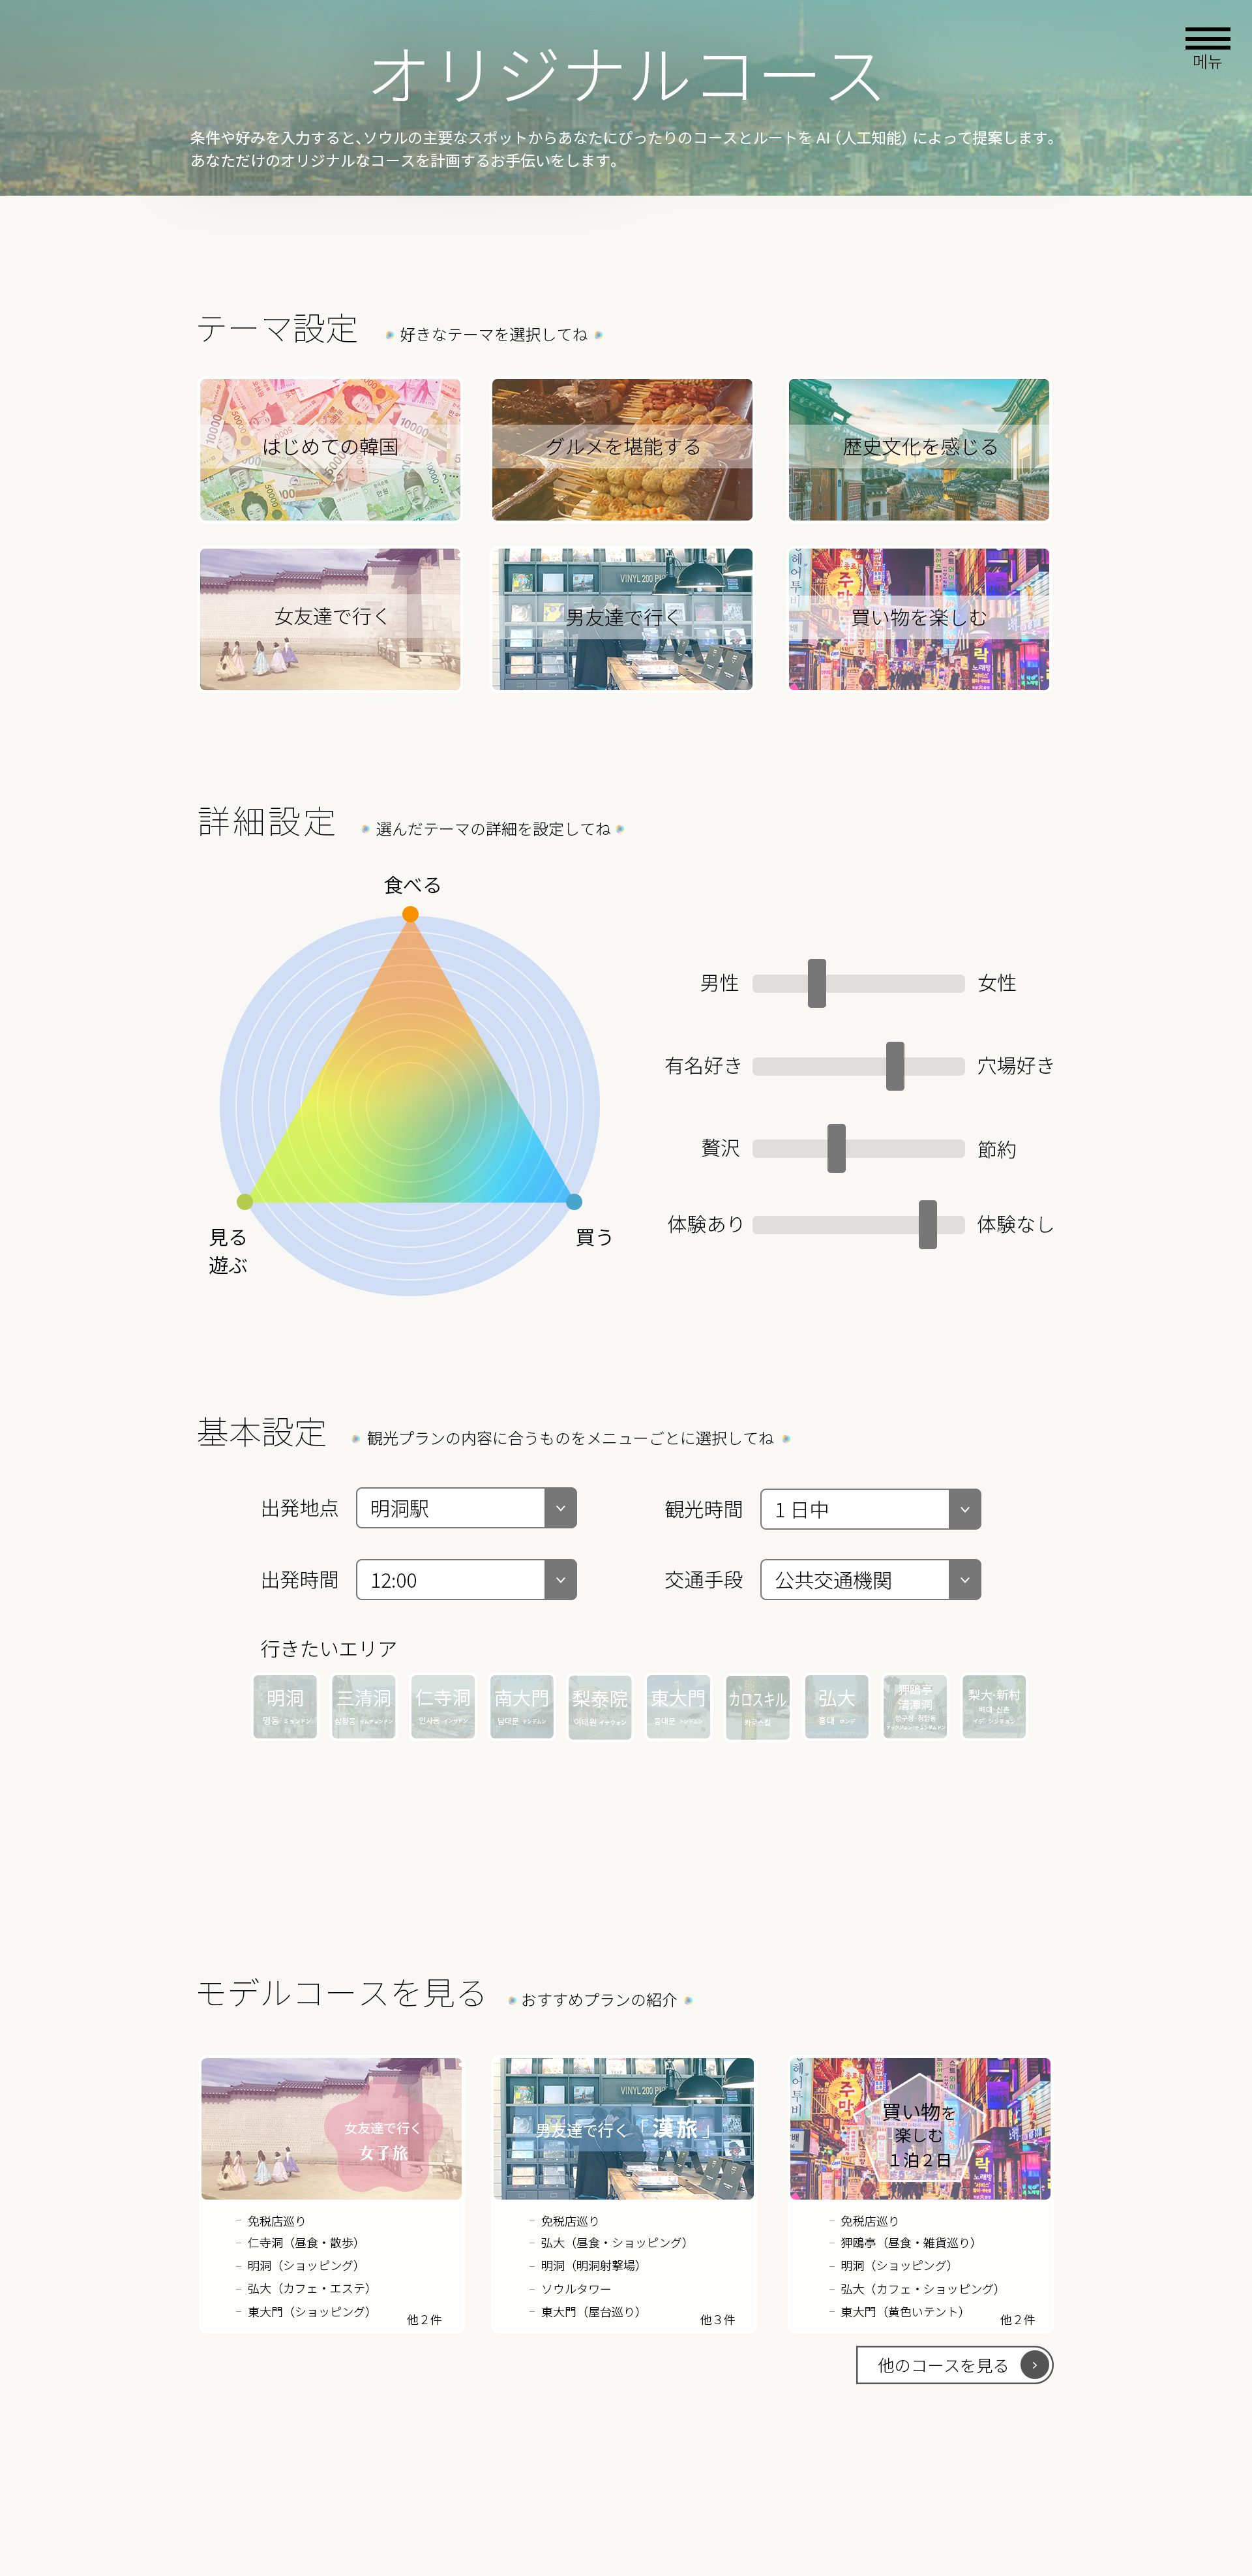 オリジナルコース
메뉴
条件や好みを入力すると、ソウルの主要なスポットからあなたにぴったりのコースとルートを AI（人工知能）によって提案します。
あなただけのオリジナルなコースを計画するお手伝いをします。
テーマ設定
好きなテーマを選択してね
はじめての韓国
グルメを堪能する
歴史文化を感じる
女友達で行く
男友達で行く
買い物を楽しむ
詳細設定
選んだテーマの詳細を設定してね
食べる
見る
遊ぶ
買う
男性
女性
有名好き
穴場好き
贅沢
節約
体験あり
体験なし
基本設定
観光プランの内容に合うものをメニューごとに選択してね
出発地点
明洞駅
観光時間
1 日中
出発時間
12:00
交通手段
公共交通機関
行きたいエリア
明洞
명동
三清洞
삼청동
仁寺洞
인사동
南大門
남대문
梨泰院
이태원
東大門
동대문
カロスキル
가로수길
弘大
홍대
狎鴎亭
清潭洞
梨大·新村
モデルコースを見る
おすすめプランの紹介
女友達で行く
女子旅
男友達で行く「漢旅」
買い物を
楽しむ
１泊２日
免税店巡り
仁寺洞（昼食・散歩）
明洞（ショッピング）
弘大（カフェ・エステ）
東大門（ショッピング）
他２件
免税店巡り
弘大（昼食・ショッピング）
明洞（明洞射撃場）
ソウルタワー
東大門（屋台巡り）
他３件
免税店巡り
狎鴎亭（昼食・雑貨巡り）
明洞（ショッピング）
弘大（カフェ・ショッピング）
東大門（黄色いテント）
他２件
他のコースを見る